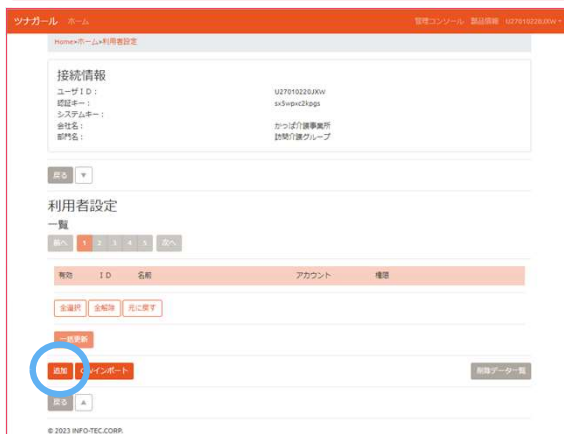 ツナガール ホーム 管理コンソール 製品情報 U27010220JXW
Home»ホーム»利用者設定
接続情報
ユーザID: U27010220JXW
認証キー: sx5wpxc2kpgs
システムキー:
会社名: かっぱ介護事業所
部門名: 訪問介護グループ
戻る ▼
利用者設定
一覧
前へ 1 2 3 4 5 次へ
有効 ID 名前 アカウント 権限
全選択 全解除 元に戻す
一括更新
追加 CSVインポート 削除データ一覧
戻る ▲
© 2023 INFO-TEC.CORP.